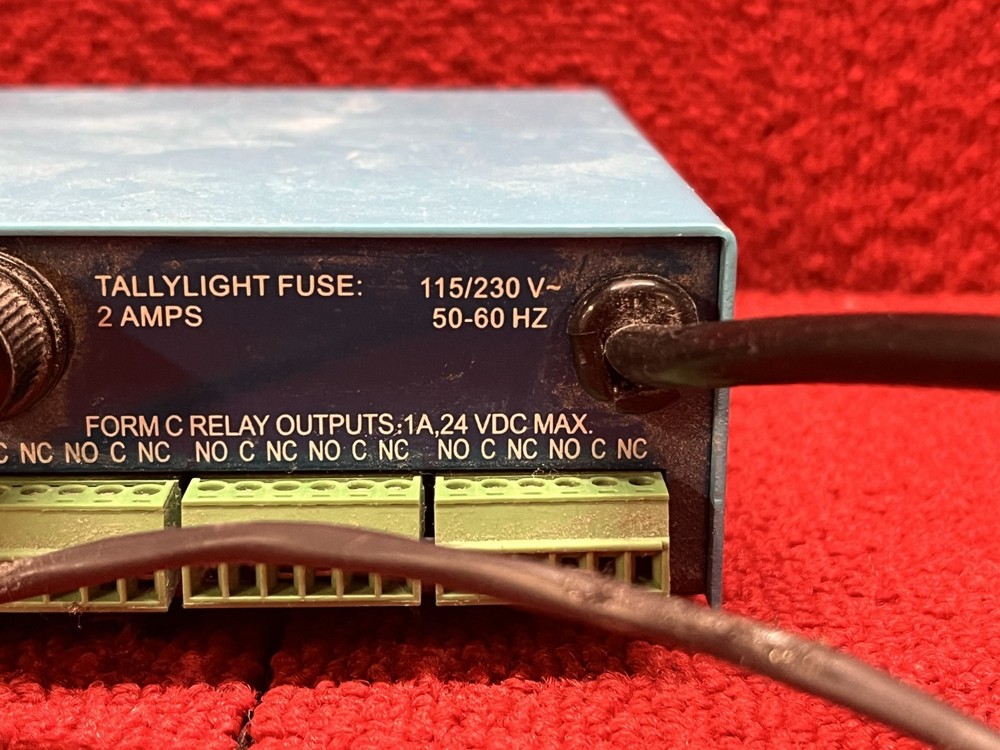 TALLYLIGHT FUSE:
2 AMPS
115/230 V~
50-60 HZ
FORM C RELAY OUTPUTS:1A,24 VDC MAX.
C NC NO C NC NO C NC NO C NC NO C NC NO C NC